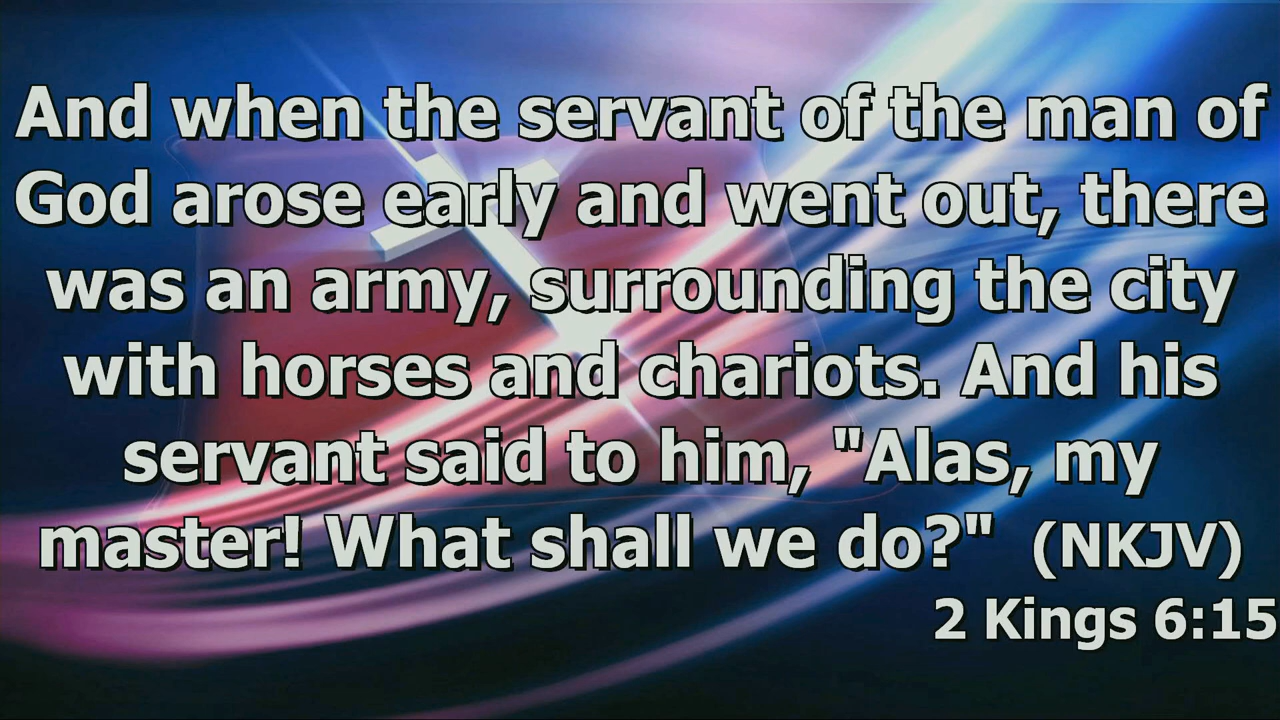 And when the servant of the man of
God arose early and went out, there
was an army, surrounding the city
with horses and chariots. And his
servant said to him, "Alas, my
master! What shall we do?" (NKJV)
2 Kings 6:15